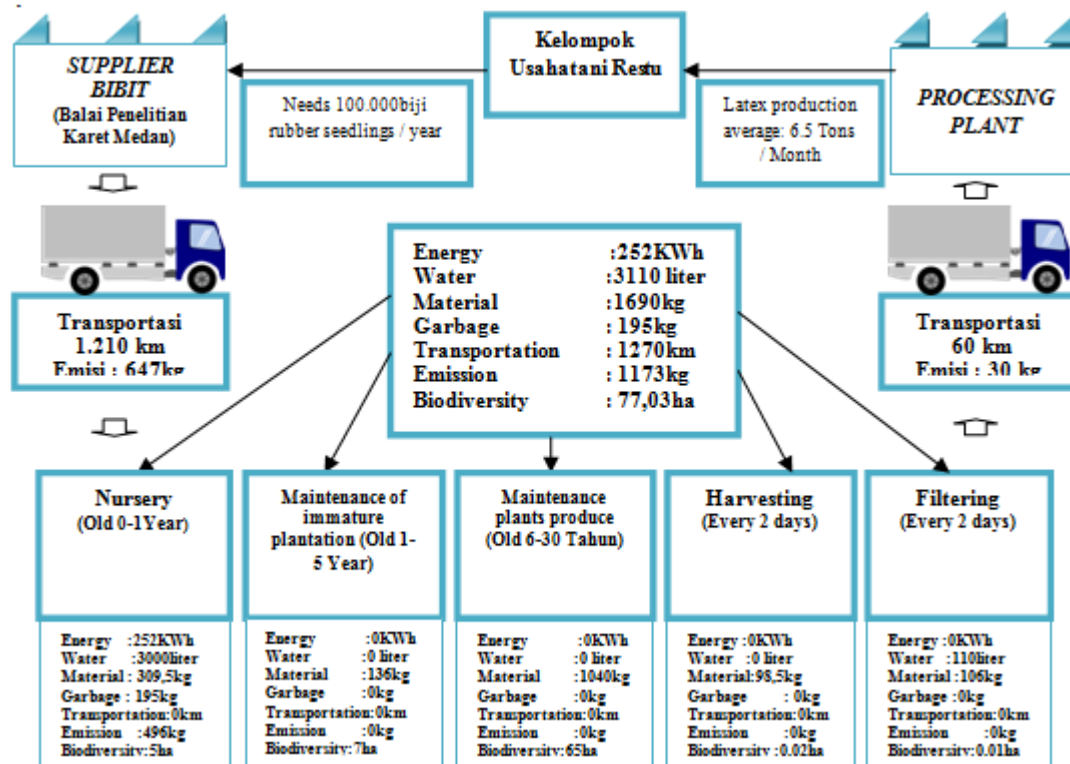 SUPPLIER
BIBIT
(Balai Penelitian
Karet Medan)
Kelompok
Usahatani Restu
PROCESSING
PLANT
Needs 100.000biji
rubber seedlings / year
Latex production
average: 6.5 Tons
/ Month
Transportasi
1.210 km
Emisi : 647kg
Energy :252KWh
Water :3110 liter
Material :1690kg
Garbage : 195kg
Transportation : 1270km
Emission : 1173kg
Biodiversity : 77,03ha
Transportasi
60 km
Emisi : 30 kg
Nursery
(Old 0-1Year)
Maintenance of
immature
plantation (Old 1-
5 Year)
Maintenance
plants produce
(Old 6-30 Tahun)
Harvesting
(Every 2 days)
Filtering
(Every 2 days)
Energy :252KWh
Water :3000liter
Material : 309,5kg
Garbage : 195kg
Transportation:0km
Emission :496kg
Biodiversity:5ha
Energy :0KWh
Water :0 liter
Material :136kg
Garbage :0kg
Transportation:0km
Emission :0kg
Biodiversity:7ha
Energy :0KWh
Water :0 liter
Material :1040kg
Garbage :0kg
Transportation:0km
Emission :0kg
Biodiversity:65ha
Energy :0KWh
Water :0 liter
Material:98,5kg
Garbage : 0kg
Transportation:0km
Emission :0kg
Biodiversity :0.02ha
Energy :0KWh
Water :110liter
Material :106kg
Garbage :0kg
Transportation:0km
Emission :0kg
Biodiversity:0.01ha